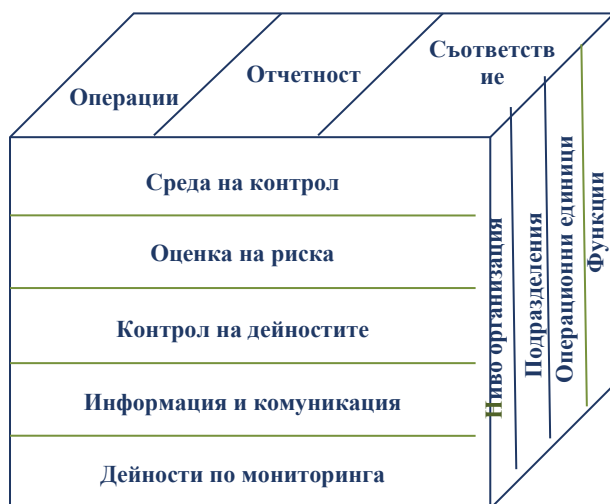 Операции
Отчетност
Съответств
ие
Среда на контрол
Оценка на риска
Контрол на дейностите
Информация и комуникация
Дейности по мониторинга
Ниво организация
Подразделения
Операционни единици
Функции